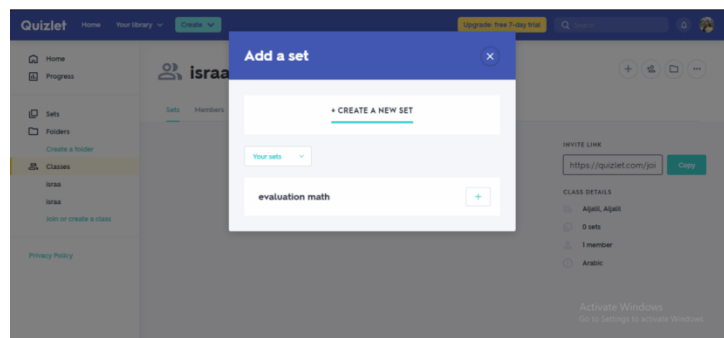 Quizlet
Home
Your library
Create
Upgrade: free 7-day trial
Home
Progress
Sets
Folders
Create a folder
Classes
Israa
Israa
Join or create a class
Privacy Policy
israa
Sets
Members
Add a set
+ CREATE A NEW SET
Your sets
evaluation math
+
INVITE LINK
https://quizlet.com/joi
Copy
CLASS DETAILS
Aljalil, Aljalil
0 sets
1 member
Arabic
Activate Windows
Go to Settings to activate Windows.